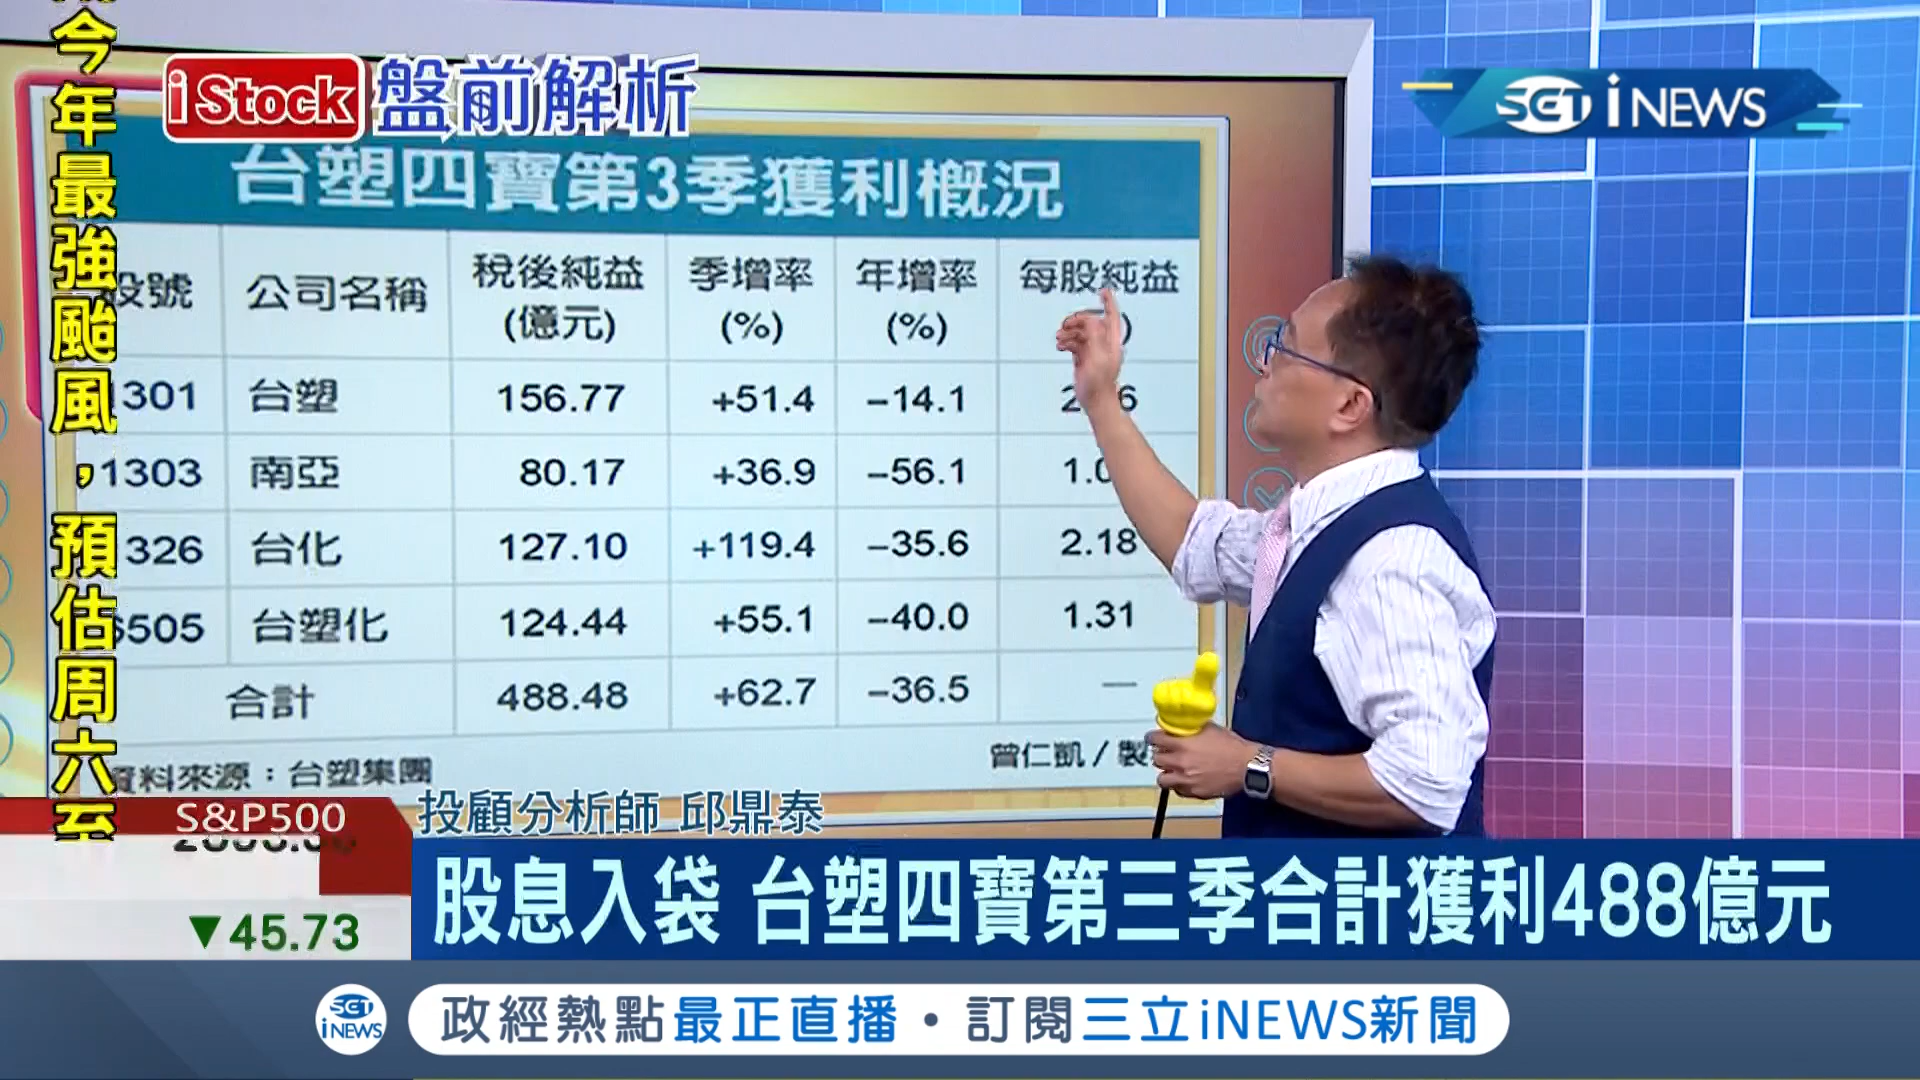 今年最強颱風，預估周六至
iStock 盤前解析
SET iNEWS
台塑四寶第3季獲利概況
股號 公司名稱 稅後純益(億元) 季增率(%) 年增率(%) 每股純益
1301 台塑 156.77 +51.4 -14.1
1303 南亞 80.17 +36.9 -56.1
1326 台化 127.10 +119.4 -35.6 2.18
6505 台塑化 124.44 +55.1 -40.0 1.31
合計 488.48 +62.7 -36.5 —
資料來源：台塑集團
曾仁凱／製
S&P500
▼45.73
投顧分析師 邱鼎泰
股息入袋 台塑四寶第三季合計獲利488億元
SET iNEWS
政經熱點最正直播・訂閱三立iNEWS新聞